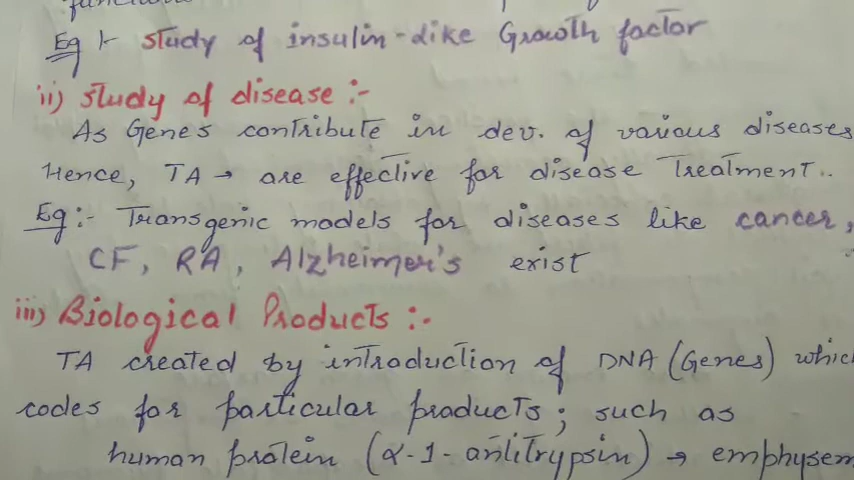 Eg :- study of insulin-like Growth factor
ii) study of disease :-
As Genes contribute in dev. of various diseases
Hence, TA → are effective for disease Treatment..
Eg:- Transgenic models for diseases like cancer,
CF, RA, Alzheimer's exist
iii) Biological Products :-
TA created by introduction of DNA (Genes) whic
codes for particular products; such as
human protein (α-1-antitrypsin) → emphysem